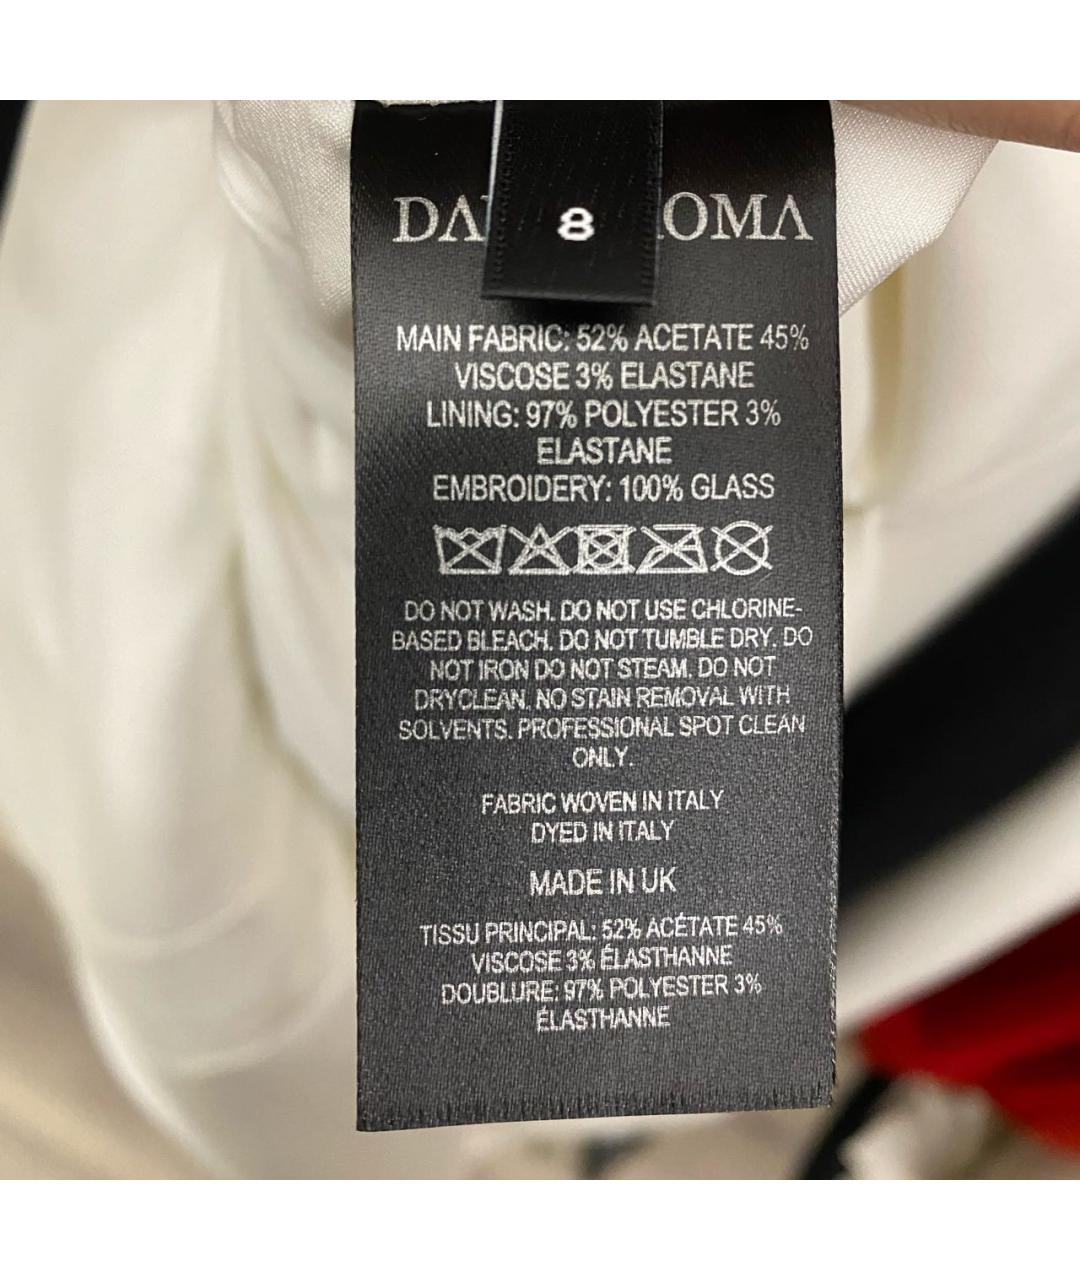 8
MAIN FABRIC: 52% ACETATE 45%
VISCOSE 3% ELASTANE
LINING: 97% POLYESTER 3%
ELASTANE
EMBROIDERY: 100% GLASS
DO NOT WASH. DO NOT USE CHLORINE-
BASED BLEACH. DO NOT TUMBLE DRY. DO
NOT IRON DO NOT STEAM. DO NOT
DRYCLEAN. NO STAIN REMOVAL WITH
SOLVENTS. PROFESSIONAL SPOT CLEAN
ONLY.
FABRIC WOVEN IN ITALY
DYED IN ITALY
MADE IN UK
TISSU PRINCIPAL: 52% ACÉTATE 45%
VISCOSE 3% ÉLASTHANNE
DOUBLURE: 97% POLYESTER 3%
ÉLASTHANNE